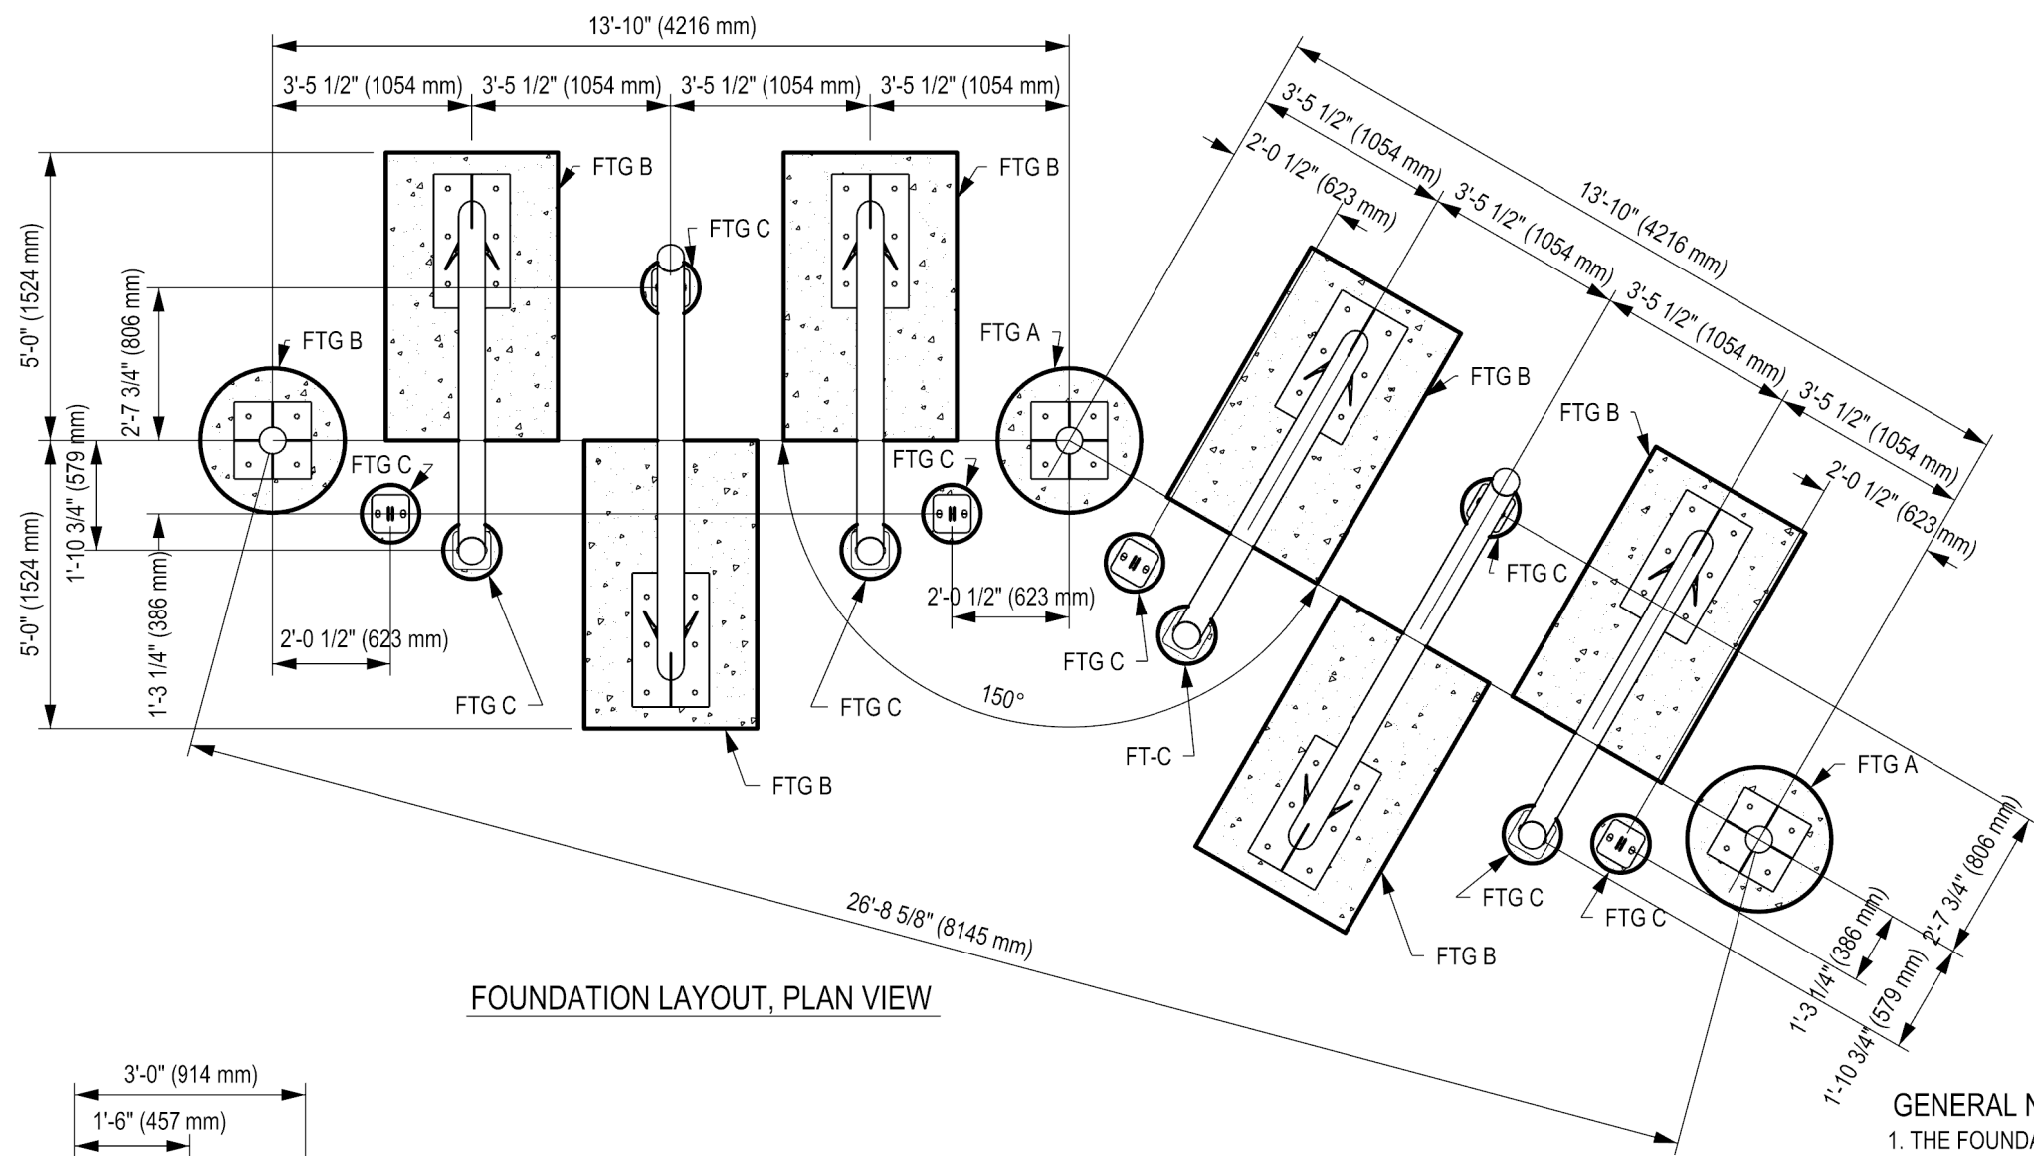 13'-10" (4216 mm)
3'-5 1/2" (1054 mm)
3'-5 1/2" (1054 mm)
3'-5 1/2" (1054 mm)
3'-5 1/2" (1054 mm)
3'-5 1/2" (1054 mm)
2'-0 1/2" (623 mm)
3'-5 1/2" (1054 mm)
13'-10" (4216 mm)
3'-5 1/2" (1054 mm)
3'-5 1/2" (1054 mm)
2'-0 1/2" (623 mm)
FTG B
FTG B
FTG C
5'-0" (1524 mm)
2'-7 3/4" (806 mm)
FTG B
FTG A
FTG B
FTG B
FTG C
FTG C
1'-10 3/4" (579 mm)
5'-0" (1524 mm)
1'-3 1/4" (386 mm)
FTG C
2'-0 1/2" (623 mm)
2'-0 1/2" (623 mm)
FTG C
FTG C
FTG C
150°
FT-C
FTG B
FTG A
FTG C
FTG C
FTG B
26'-8 5/8" (8145 mm)
2'-7 3/4" (806 mm)
1'-3 1/4" (386 mm)
1'-10 3/4" (579 mm)
FOUNDATION LAYOUT, PLAN VIEW
3'-0" (914 mm)
1'-6" (457 mm)
GENERAL N
1. THE FOUNDA